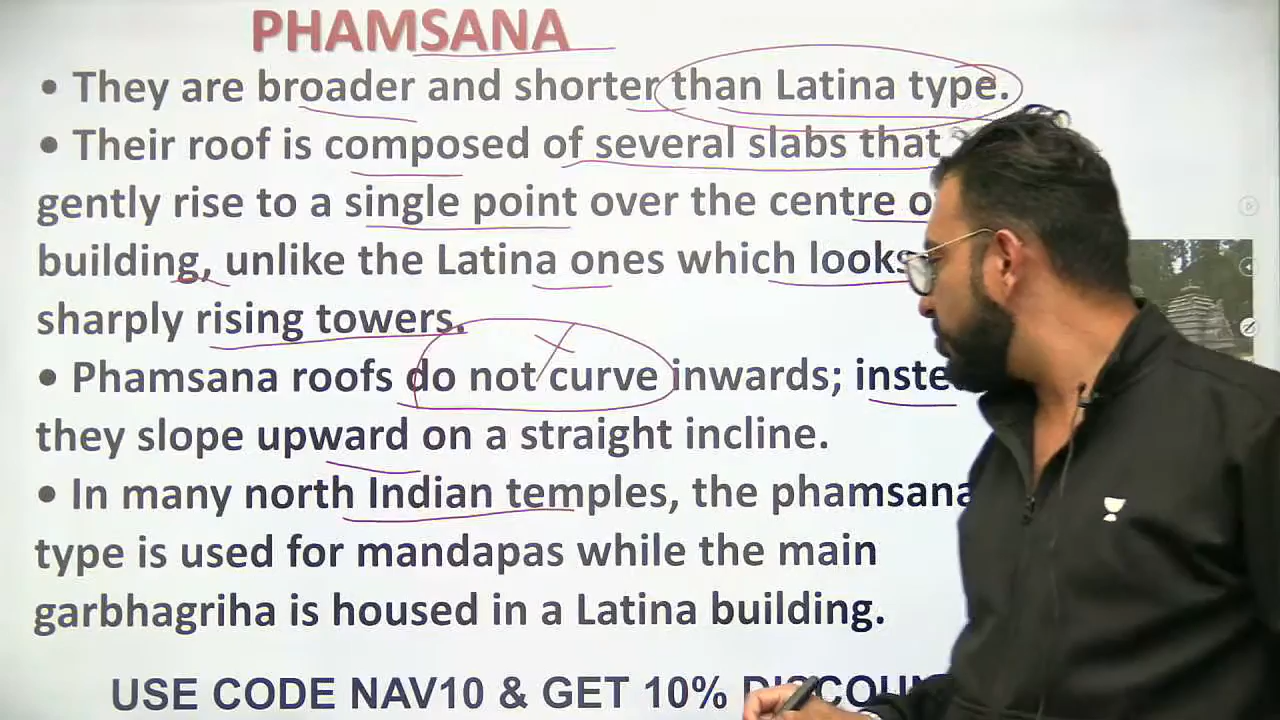 PHAMSANA
• They are broader and shorter than Latina type.
• Their roof is composed of several slabs that
gently rise to a single point over the centre
building, unlike the Latina ones which looks
sharply rising towers.
• Phamsana roofs do not curve inwards;
they slope upward on a straight incline.
• In many north Indian temples, the phamsana
type is used for mandapas while the main
garbhagriha is housed in a Latina building.
USE CODE NAV10 & GET 10%